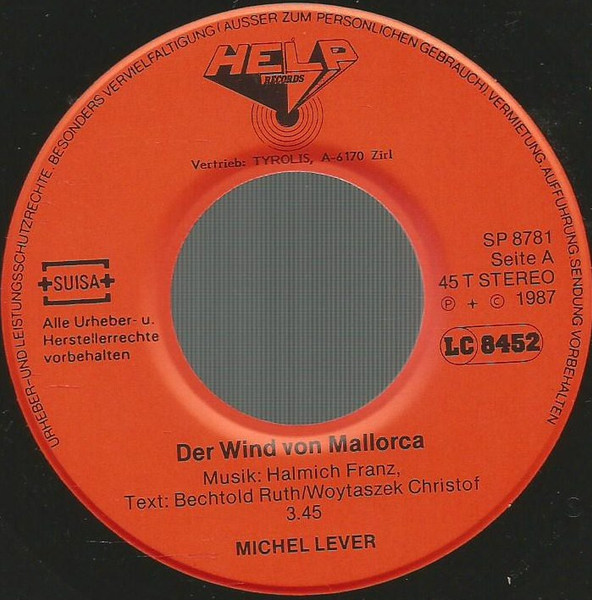 URHEBER-UND LEISTUNGSSCHUTZRECHTE. BESONDERS VERVIELFÄLTIGUNG (AUSSER ZUM PERSÖNLICHEN GEBRAUCH), VERMIETUNG. AUFFÜHRUNG, SENDUNG VORBEHALTEN
HELP
RECORDS
Vertrieb: TYROLIS, A-6170 Zirl
SUISA
Alle Urheber- u.
Herstellerrechte
vorbehalten
SP 8781
Seite A
45 T STEREO
℗ + © 1987
LC 8452
Der Wind von Mallorca
Musik: Halmich Franz,
Text: Bechtold Ruth/Woytaszek Christof
3.45
MICHEL LEVER